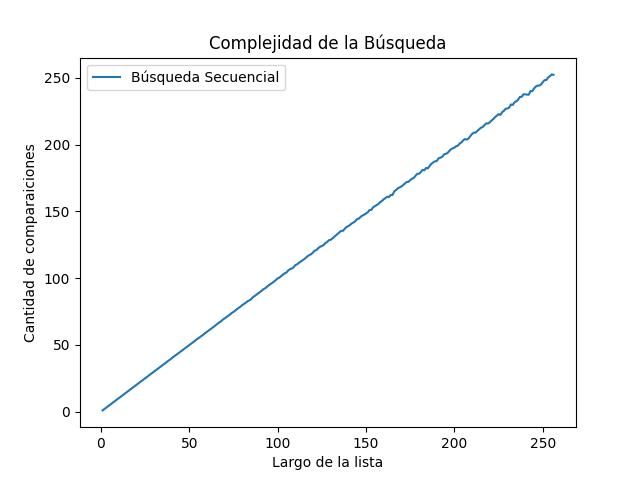 Complejidad de la Búsqueda
Búsqueda Secuencial
Cantidad de comparaiciones
250
200
150
100
50
0
0 50 100 150 200 250
Largo de la lista